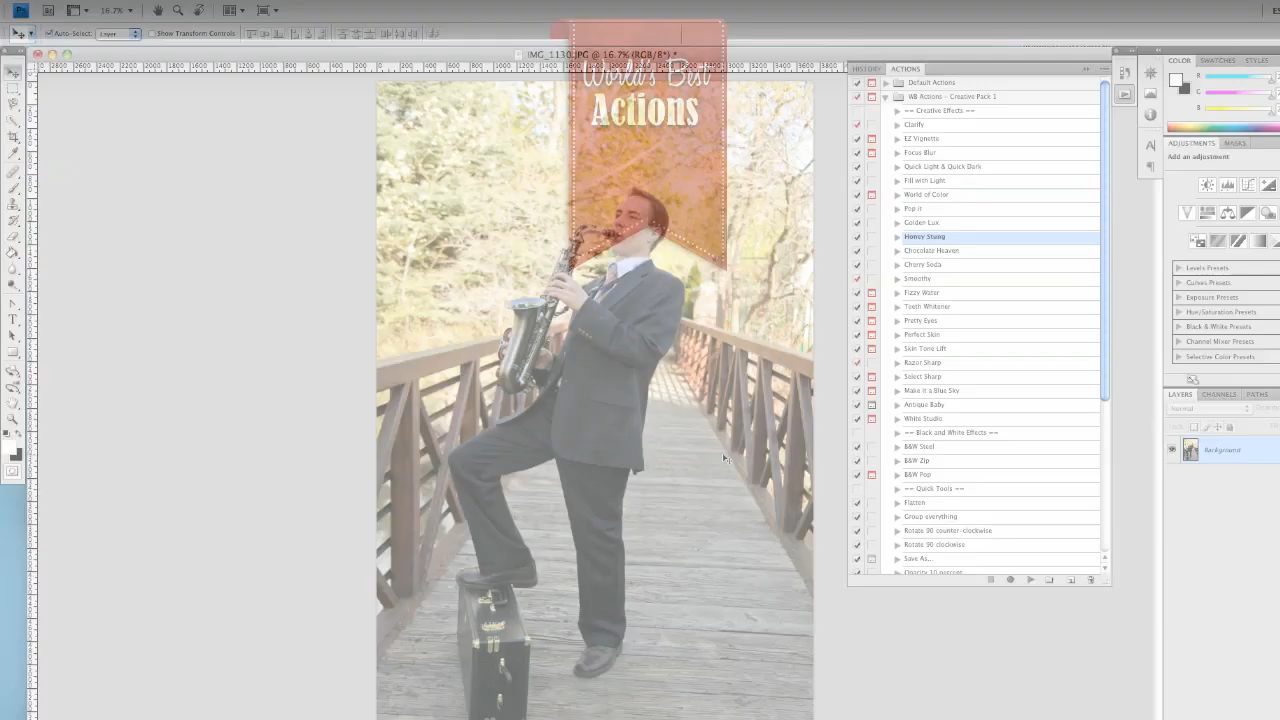 Ps
Br
16.7%
Auto-Select:
Layer
Show Transform Controls
IMG_1130.JPG @ 16.7% (RGB/8*) *
World's Best
Actions
HISTORY
ACTIONS
Default Actions
WB Actions - Creative Pack 1
-- Creative Effects --
Clarify
EZ Vignette
Focus Blur
Quick Light & Quick Dark
Fill with Light
World of Color
Pop it
Golden Lux
Honey Stung
Chocolate Heaven
Cherry Soda
Smoothy
Fizzy Water
Teeth Whitener
Pretty Eyes
Perfect Skin
Skin Tone Lift
Razor Sharp
Select Sharp
Make it a Blue Sky
Antique Baby
White Studio
-- Black and White Effects --
B&W Steel
B&W Zip
B&W Pop
-- Quick Tools --
Flatten
Group everything
Rotate 90 counter-clockwise
Rotate 90 clockwise
Save As...
Opacity 10 percent
COLOR
SWATCHES
STYLES
R
G
B
ADJUSTMENTS
MASKS
Add an adjustment
Levels Presets
Curves Presets
Exposure Presets
Hue/Saturation Presets
Black & White Presets
Channel Mixer Presets
Selective Color Presets
LAYERS
CHANNELS
PATHS
Normal
Background